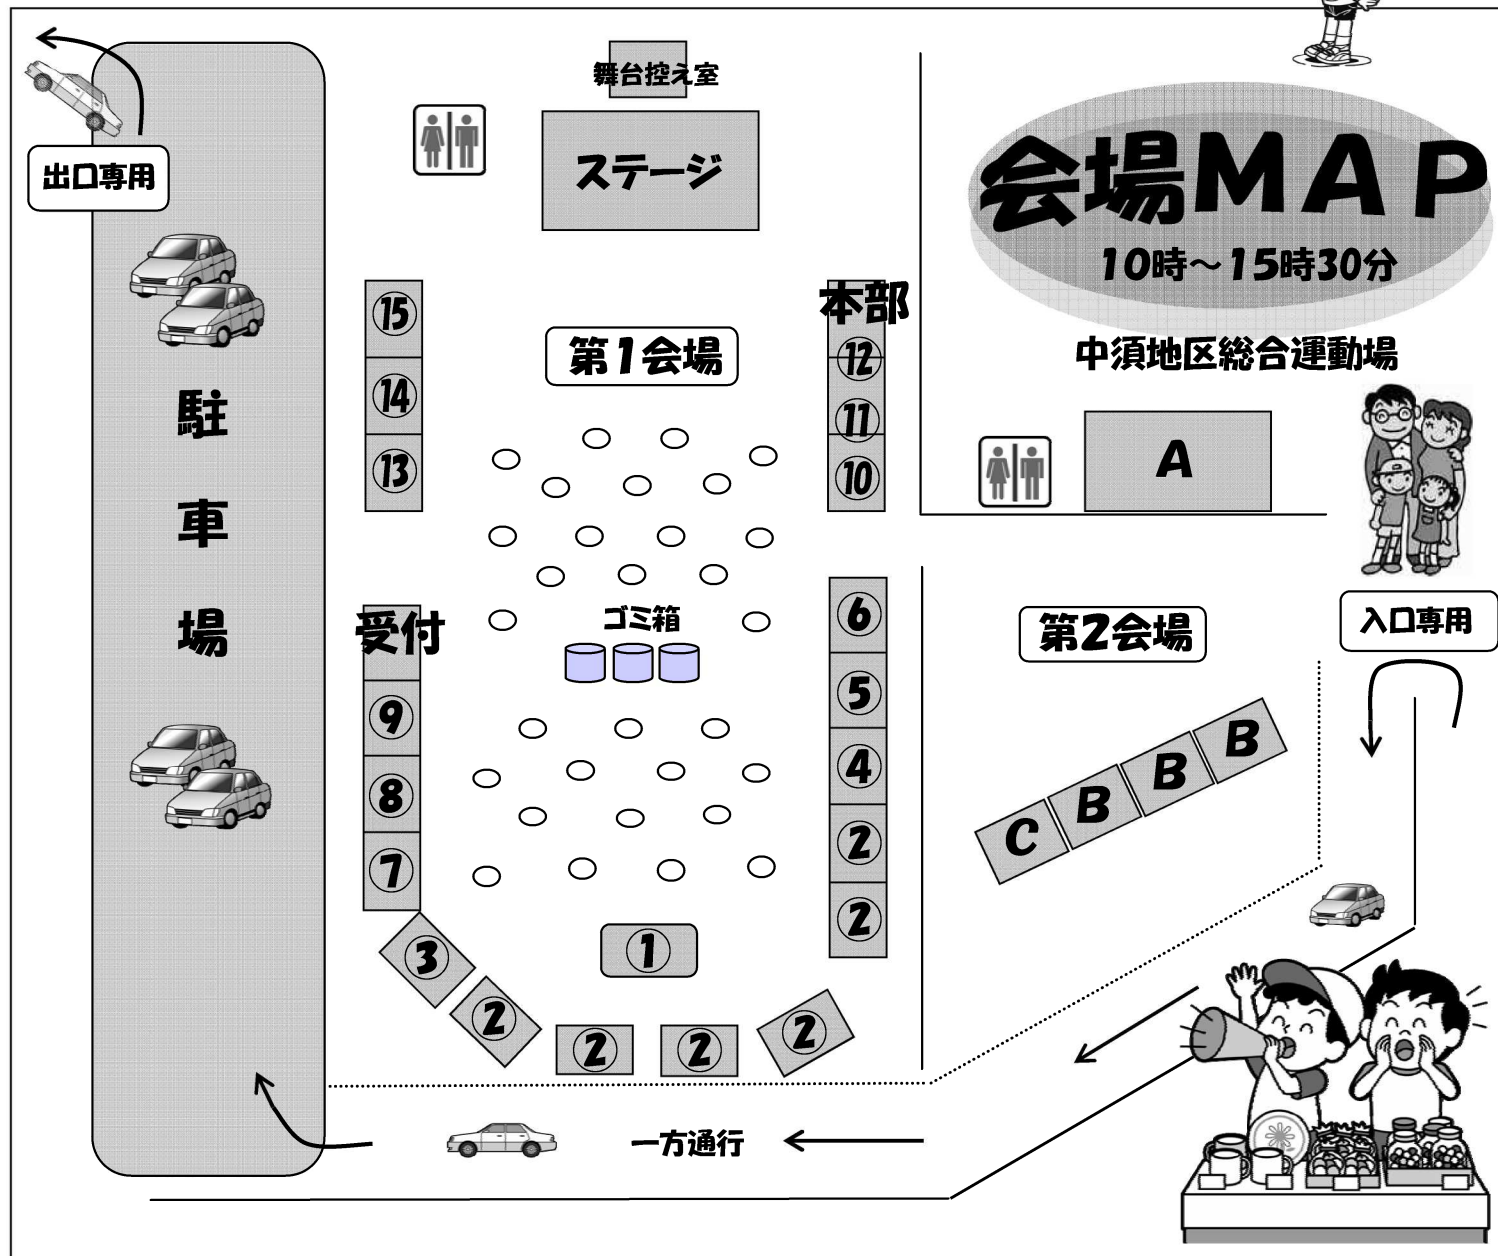 会場MAP
10時～15時30分
中須地区総合運動場
出口専用
舞台控え室
ステージ
駐車場
第1会場
本部
⑮
⑭
⑬
⑫
⑪
⑩
A
受付
ゴミ箱
⑨
⑧
⑦
⑥
⑤
④
②
②
③
②
②
②
②
①
第2会場
入口専用
C
B
B
B
一方通行